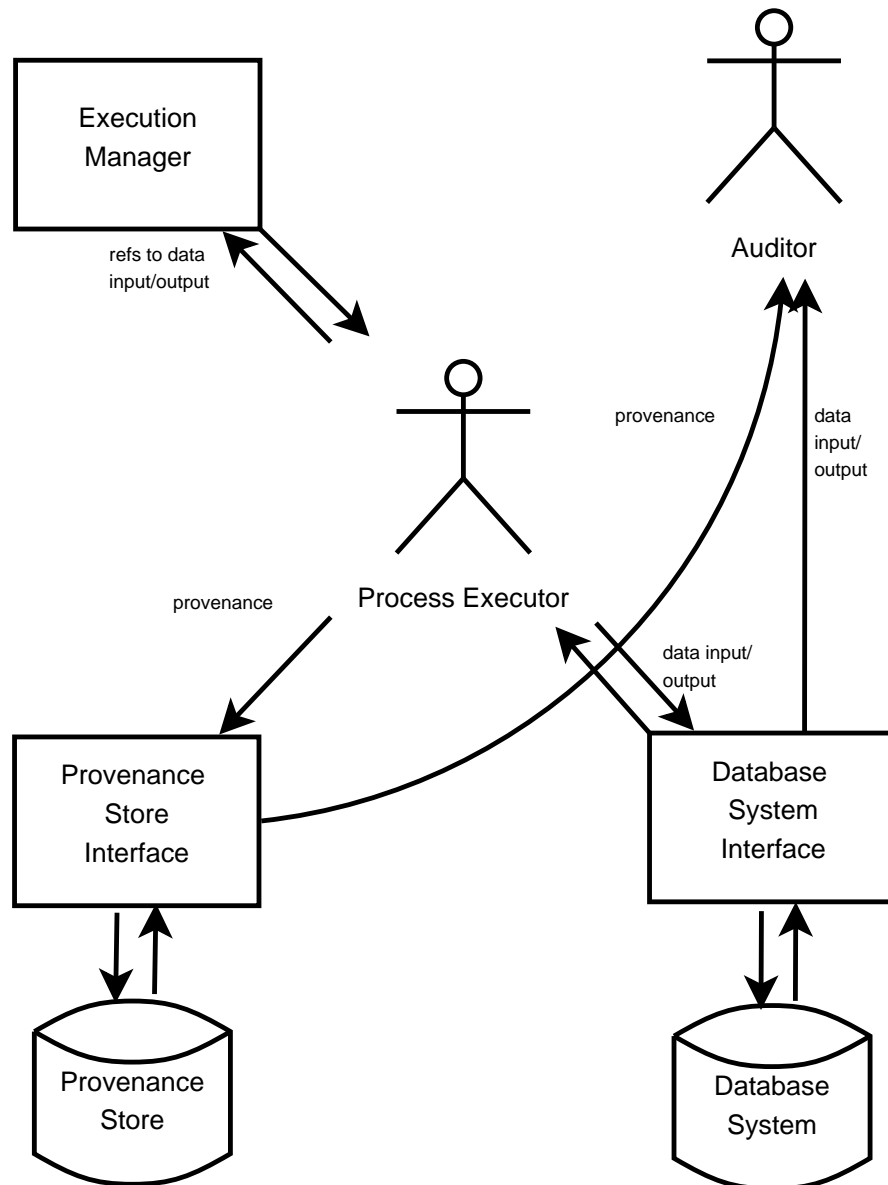 Execution
Manager
Auditor
refs to data
input/output
provenance
data
input/
output
Process Executor
provenance
data input/
output
Provenance
Store
Interface
Database
System
Interface
Provenance
Store
Database
System